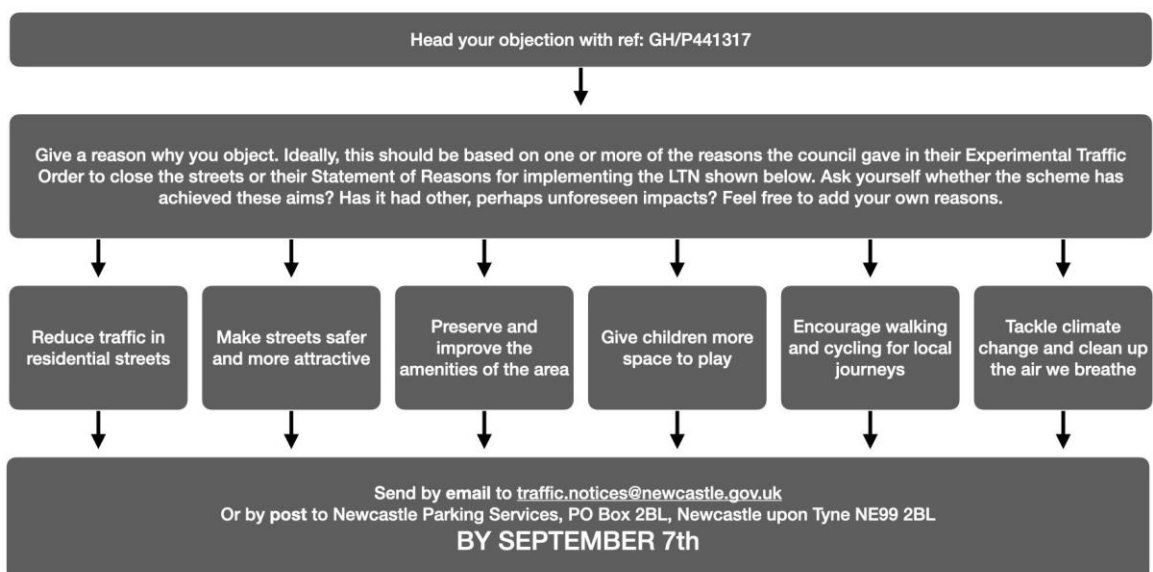 Head your objection with ref: GH/P441317
Give a reason why you object. Ideally, this should be based on one or more of the reasons the council gave in their Experimental Traffic
Order to close the streets or their Statement of Reasons for implementing the LTN shown below. Ask yourself whether the scheme has
achieved these aims? Has it had other, perhaps unforeseen impacts? Feel free to add your own reasons.
Reduce traffic in
residential streets
Make streets safer
and more attractive
Preserve and
improve the
amenities of the area
Give children more
space to play
Encourage walking
and cycling for local
journeys
Tackle climate
change and clean up
the air we breathe
Send by email to traffic.notices@newcastle.gov.uk
Or by post to Newcastle Parking Services, PO Box 2BL, Newcastle upon Tyne NE99 2BL
BY SEPTEMBER 7th